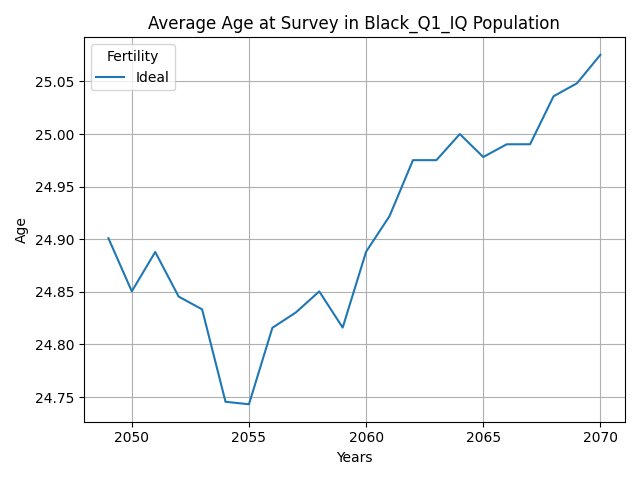 Average Age at Survey in Black_Q1_IQ Population
Fertility
Ideal
25.05
25.00
24.95
24.90
24.85
24.80
24.75
Age
2050
2055
2060
2065
2070
Years